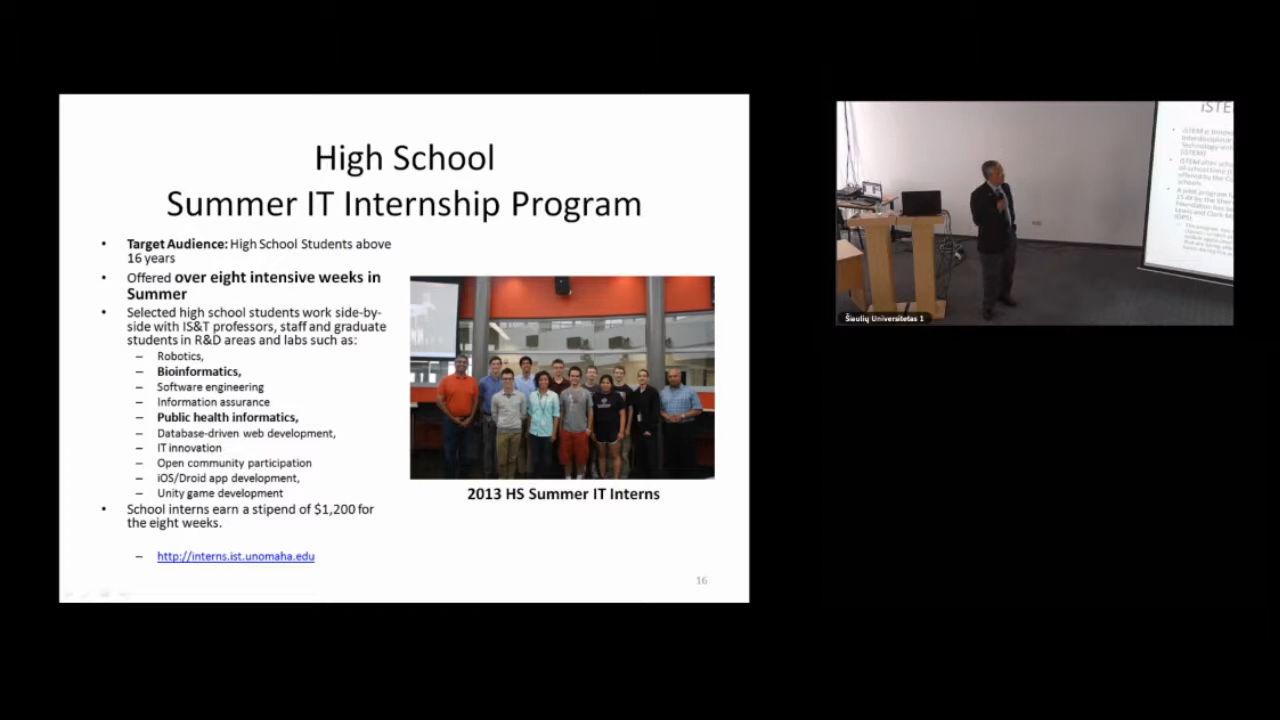 High School
Summer IT Internship Program
• Target Audience: High School Students above
16 years
• Offered over eight intensive weeks in
Summer
• Selected high school students work side-by-
side with IS&T professors, staff and graduate
students in R&D areas and labs such as:
– Robotics,
– Bioinformatics,
– Software engineering
– Information assurance
– Public health informatics,
– Database-driven web development,
– IT innovation
– Open community participation
– iOS/Droid app development,
– Unity game development
• School interns earn a stipend of $1,200 for
the eight weeks.
– http://interns.ist.unomaha.edu
2013 HS Summer IT Interns
16
iSTE
Šiaulių Universitetas 1